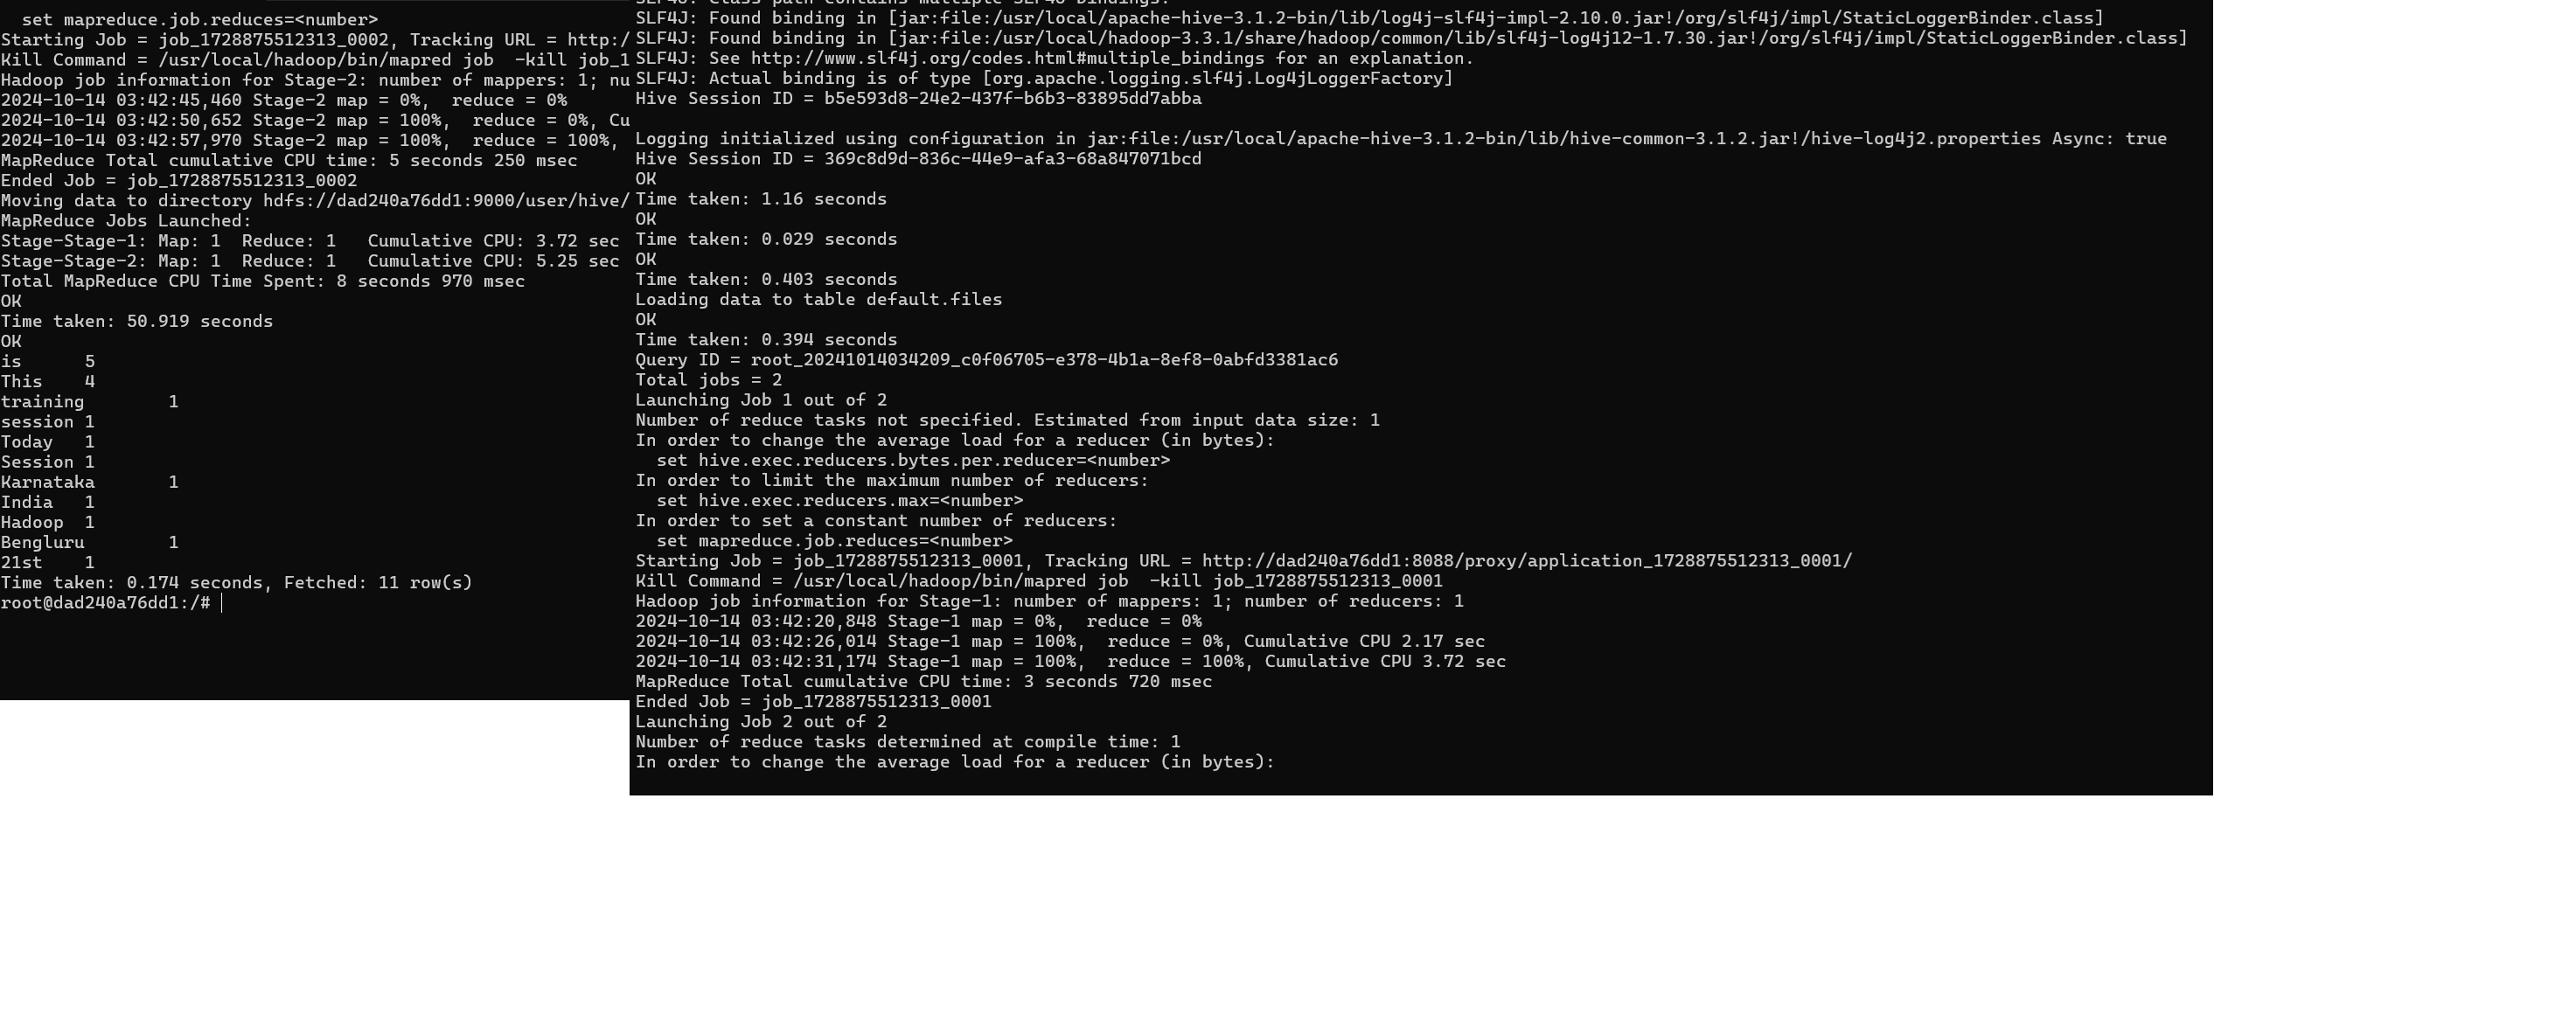 set mapreduce.job.reduces=<number>
Starting Job = job_1728875512313_0002, Tracking URL = http:/
Kill Command = /usr/local/hadoop/bin/mapred job  -kill job_1
Hadoop job information for Stage-2: number of mappers: 1; nu
2024-10-14 03:42:45,460 Stage-2 map = 0%,  reduce = 0%
2024-10-14 03:42:50,652 Stage-2 map = 100%,  reduce = 0%, Cu
2024-10-14 03:42:57,970 Stage-2 map = 100%,  reduce = 100%,
MapReduce Total cumulative CPU time: 5 seconds 250 msec
Ended Job = job_1728875512313_0002
Moving data to directory hdfs://dad240a76dd1:9000/user/hive/
MapReduce Jobs Launched:
Stage-Stage-1: Map: 1  Reduce: 1   Cumulative CPU: 3.72 sec
Stage-Stage-2: Map: 1  Reduce: 1   Cumulative CPU: 5.25 sec
Total MapReduce CPU Time Spent: 8 seconds 970 msec
OK
Time taken: 50.919 seconds
OK
is      5
This    4
training        1
session 1
Today   1
Session 1
Karnataka       1
India   1
Hadoop  1
Bengluru        1
21st    1
Time taken: 0.174 seconds, Fetched: 11 row(s)
root@dad240a76dd1:/#
SLF4J: Class path contains multiple SLF4J bindings.
SLF4J: Found binding in [jar:file:/usr/local/apache-hive-3.1.2-bin/lib/log4j-slf4j-impl-2.10.0.jar!/org/slf4j/impl/StaticLoggerBinder.class]
SLF4J: Found binding in [jar:file:/usr/local/hadoop-3.3.1/share/hadoop/common/lib/slf4j-log4j12-1.7.30.jar!/org/slf4j/impl/StaticLoggerBinder.class]
SLF4J: See http://www.slf4j.org/codes.html#multiple_bindings for an explanation.
SLF4J: Actual binding is of type [org.apache.logging.slf4j.Log4jLoggerFactory]
Hive Session ID = b5e593d8-24e2-437f-b6b3-83895dd7abba
Logging initialized using configuration in jar:file:/usr/local/apache-hive-3.1.2-bin/lib/hive-common-3.1.2.jar!/hive-log4j2.properties Async: true
Hive Session ID = 369c8d9d-836c-44e9-afa3-68a847071bcd
OK
Time taken: 1.16 seconds
OK
Time taken: 0.029 seconds
OK
Time taken: 0.403 seconds
Loading data to table default.files
OK
Time taken: 0.394 seconds
Query ID = root_20241014034209_c0f06705-e378-4b1a-8ef8-0abfd3381ac6
Total jobs = 2
Launching Job 1 out of 2
Number of reduce tasks not specified. Estimated from input data size: 1
In order to change the average load for a reducer (in bytes):
  set hive.exec.reducers.bytes.per.reducer=<number>
In order to limit the maximum number of reducers:
  set hive.exec.reducers.max=<number>
In order to set a constant number of reducers:
  set mapreduce.job.reduces=<number>
Starting Job = job_1728875512313_0001, Tracking URL = http://dad240a76dd1:8088/proxy/application_1728875512313_0001/
Kill Command = /usr/local/hadoop/bin/mapred job  -kill job_1728875512313_0001
Hadoop job information for Stage-1: number of mappers: 1; number of reducers: 1
2024-10-14 03:42:20,848 Stage-1 map = 0%,  reduce = 0%
2024-10-14 03:42:26,014 Stage-1 map = 100%,  reduce = 0%, Cumulative CPU 2.17 sec
2024-10-14 03:42:31,174 Stage-1 map = 100%,  reduce = 100%, Cumulative CPU 3.72 sec
MapReduce Total cumulative CPU time: 3 seconds 720 msec
Ended Job = job_1728875512313_0001
Launching Job 2 out of 2
Number of reduce tasks determined at compile time: 1
In order to change the average load for a reducer (in bytes):